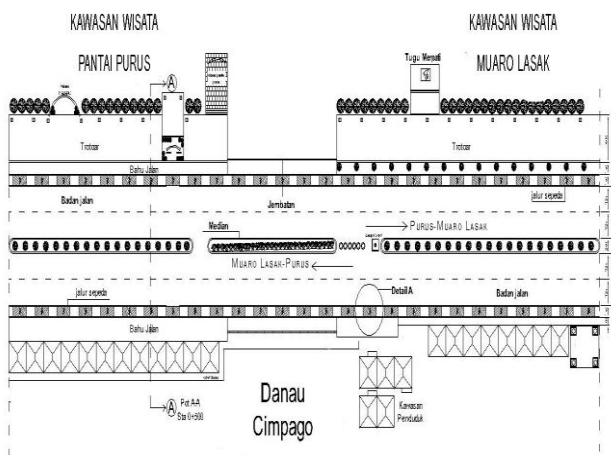 KAWASAN WISATA
PANTAI PURUS
KAWASAN WISATA
MUARO LASAK
A
Tugu Merpati
Trotoar
Trotoar
Bahu Jalan
Badan jalan
Jembatan
jalur sepeda
Median
PURUS-MUARO LASAK
MUARO LASAK-PURUS
jalur sepeda
Detail A
Badan jalan
Bahu Jalan
A
Pot A-A
Sta 0+500
Danau
Cimpago
Kawasan
Penduduk